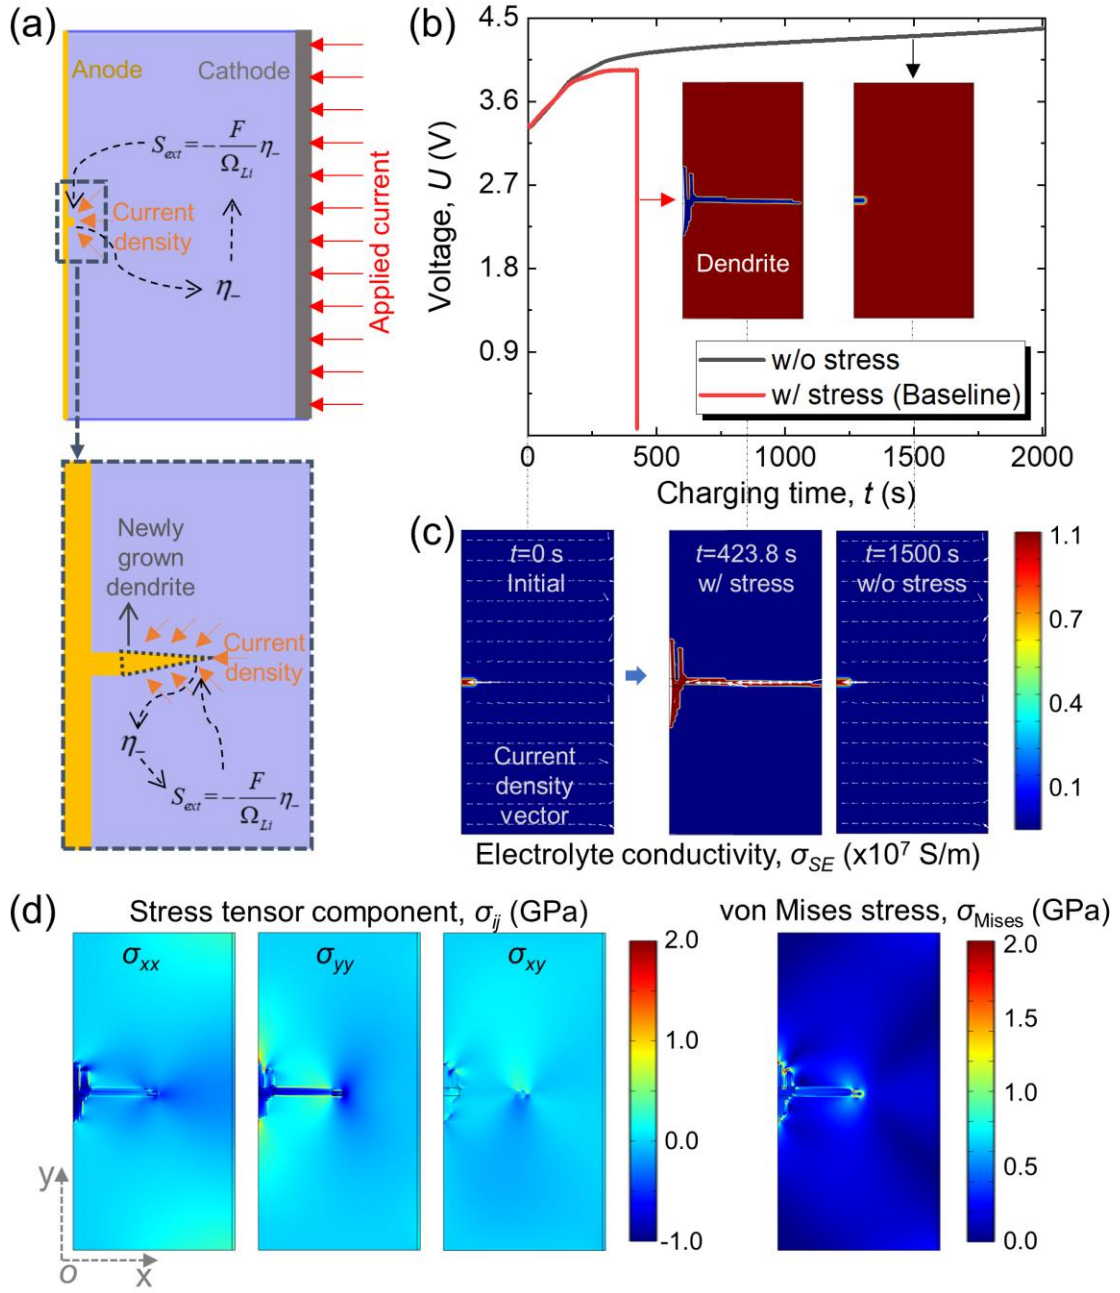 (a)
Anode
Cathode
S_ext = -F/Ω_Li η_-
Current
density
η_-
Applied current
Newly
grown
dendrite
Current
density
η_-
S_ext = -F/Ω_Li η_-
(b)
Voltage, U (V)
4.5
3.6
2.7
1.8
0.9
Dendrite
w/o stress
w/ stress (Baseline)
0
500
1000
1500
2000
Charging time, t (s)
(c)
t=0 s
Initial
Current
density
vector
t=423.8 s
w/ stress
t=1500 s
w/o stress
1.1
0.7
0.4
0.1
Electrolyte conductivity, σ_SE (x10⁷ S/m)
(d)
Stress tensor component, σ_ij (GPa)
σ_xx
σ_yy
σ_xy
2.0
1.0
0.0
-1.0
von Mises stress, σ_Mises (GPa)
2.0
1.5
1.0
0.5
0.0
y
o
x